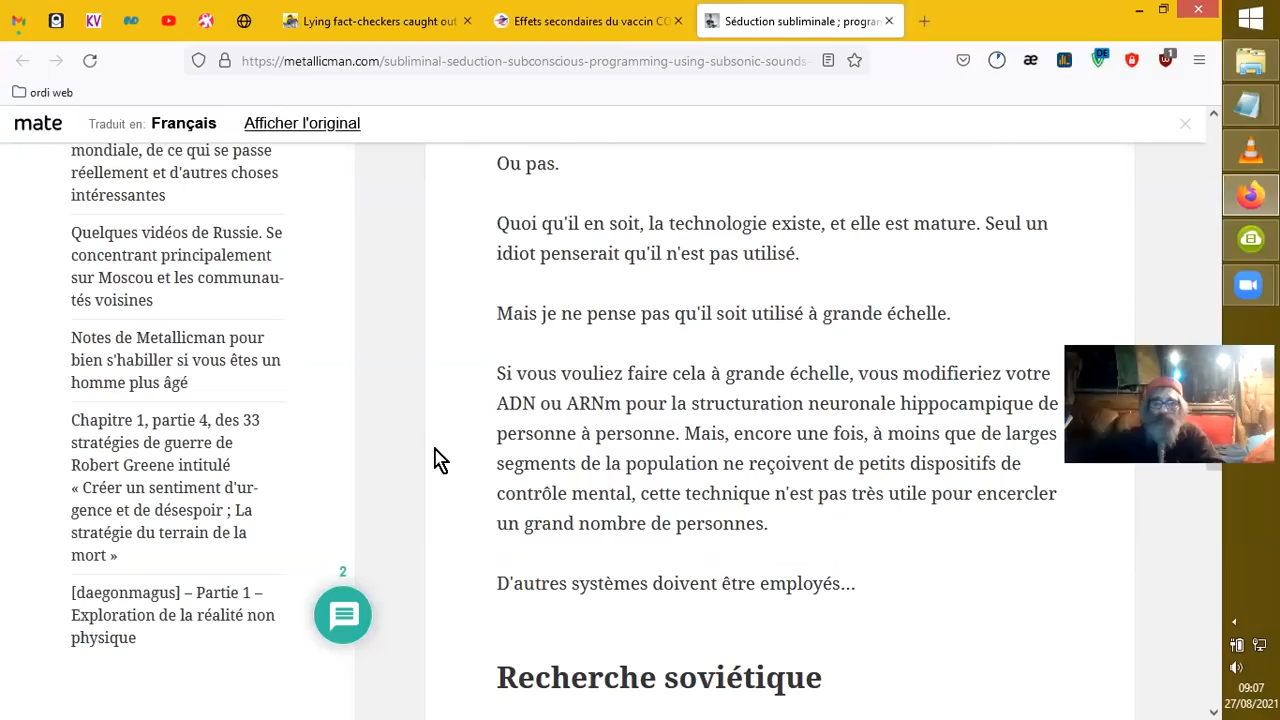 KV
Lying fact-checkers caught out
Effets secondaires du vaccin CO
Séduction subliminale ; progran
https://metallicman.com/subliminal-seduction-subconscious-programming-using-subsonic-sounds-
æ
DE
1
ordi web
mate
Traduit en: Français
Afficher l'original
mondiale, de ce qui se passe
réellement et d'autres choses
intéressantes
Quelques vidéos de Russie. Se
concentrant principalement
sur Moscou et les communau-
tés voisines
Notes de Metallicman pour
bien s'habiller si vous êtes un
homme plus âgé
Chapitre 1, partie 4, des 33
stratégies de guerre de
Robert Greene intitulé
« Créer un sentiment d'ur-
gence et de désespoir ; La
stratégie du terrain de la
mort »
[daegonmagus] – Partie 1 –
Exploration de la réalité non
physique
2
Ou pas.
Quoi qu'il en soit, la technologie existe, et elle est mature. Seul un
idiot penserait qu'il n'est pas utilisé.
Mais je ne pense pas qu'il soit utilisé à grande échelle.
Si vous vouliez faire cela à grande échelle, vous modifieriez votre
ADN ou ARNm pour la structuration neuronale hippocampique de
personne à personne. Mais, encore une fois, à moins que de larges
segments de la population ne reçoivent de petits dispositifs de
contrôle mental, cette technique n'est pas très utile pour encercler
un grand nombre de personnes.
D'autres systèmes doivent être employés...
Recherche soviétique
09:07
27/08/2021